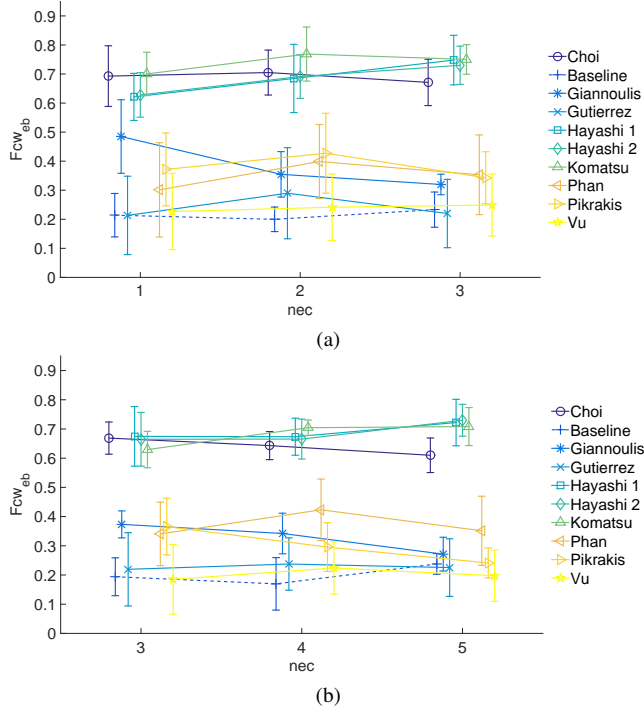 0.9
0.8
0.7
0.6
0.5
0.4
0.3
0.2
0.1
0
Fcw_eb
1 2 3
nec
Choi
Baseline
Giannoulis
Gutierrez
Hayashi 1
Hayashi 2
Komatsu
Phan
Pikrakis
Vu
(a)
0.9
0.8
0.7
0.6
0.5
0.4
0.3
0.2
0.1
0
Fcw_eb
3 4 5
nec
Choi
Baseline
Giannoulis
Gutierrez
Hayashi 1
Hayashi 2
Komatsu
Phan
Pikrakis
Vu
(b)